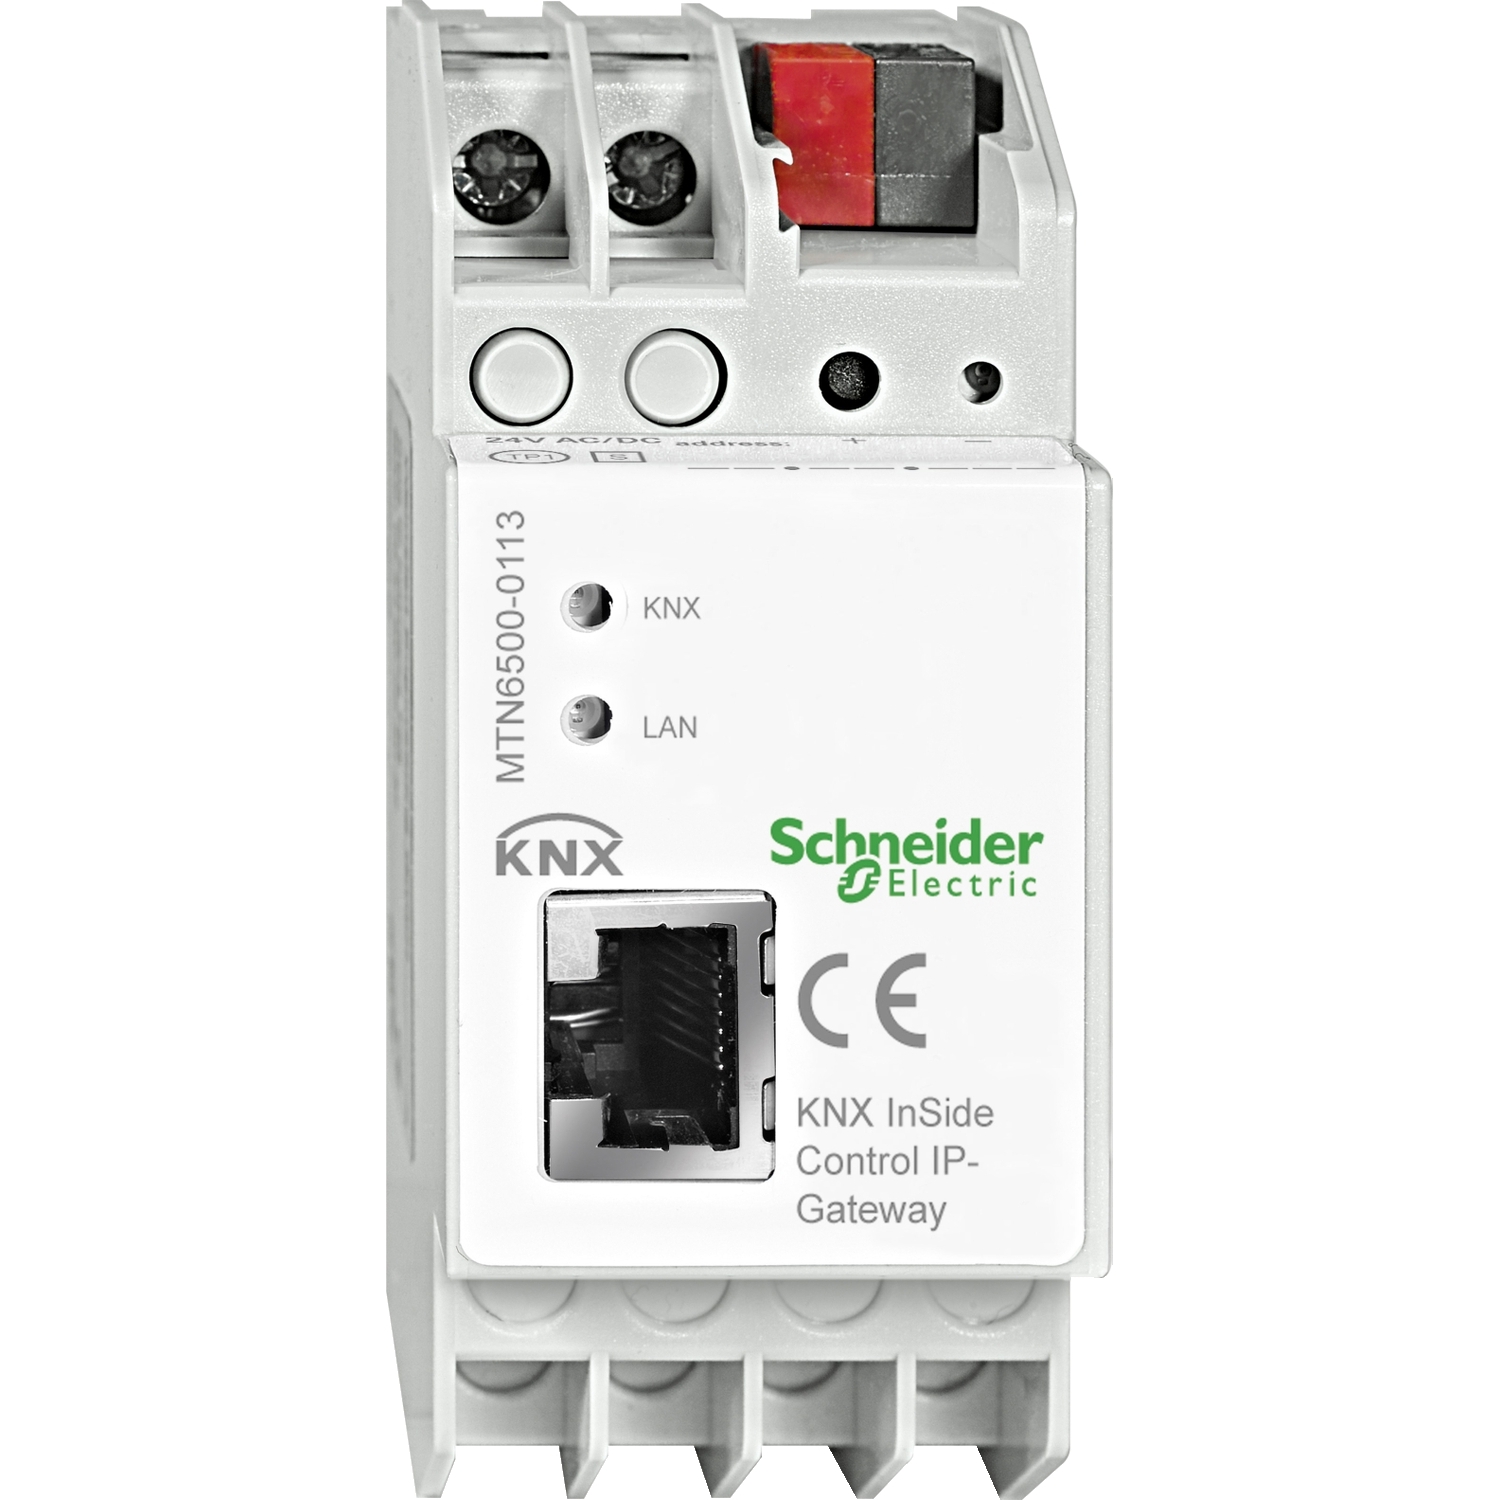 24V AC/DC address:
+
−
TP1
S
MTN6500-0113
KNX
LAN
KNX
Schneider
Electric
CE
KNX InSide
Control IP-
Gateway